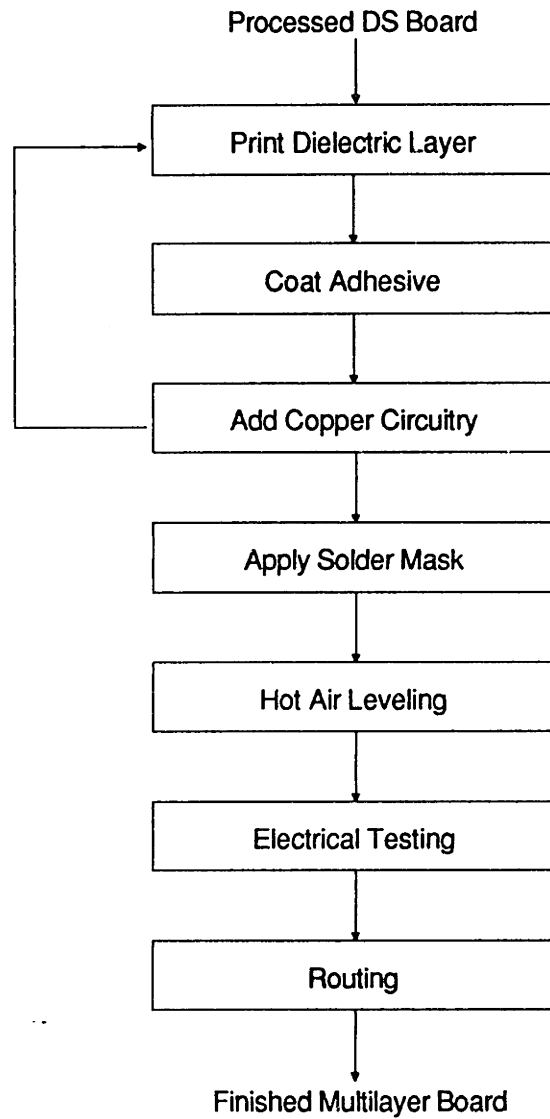 Processed DS Board
Print Dielectric Layer
Coat Adhesive
Add Copper Circuitry
Apply Solder Mask
Hot Air Leveling
Electrical Testing
Routing
Finished Multilayer Board